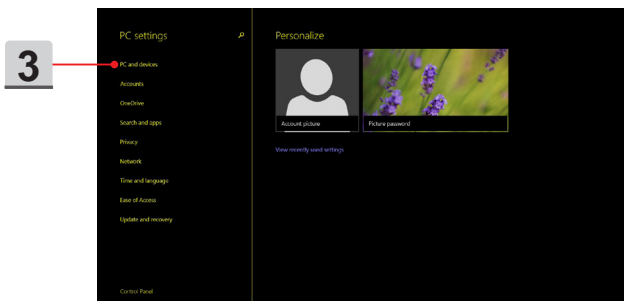 3
PC settings
PC and devices
Accounts
OneDrive
Search and apps
Privacy
Network
Time and language
Ease of Access
Update and recovery
Control Panel
Personalize
Account picture
Picture password
View recently used settings